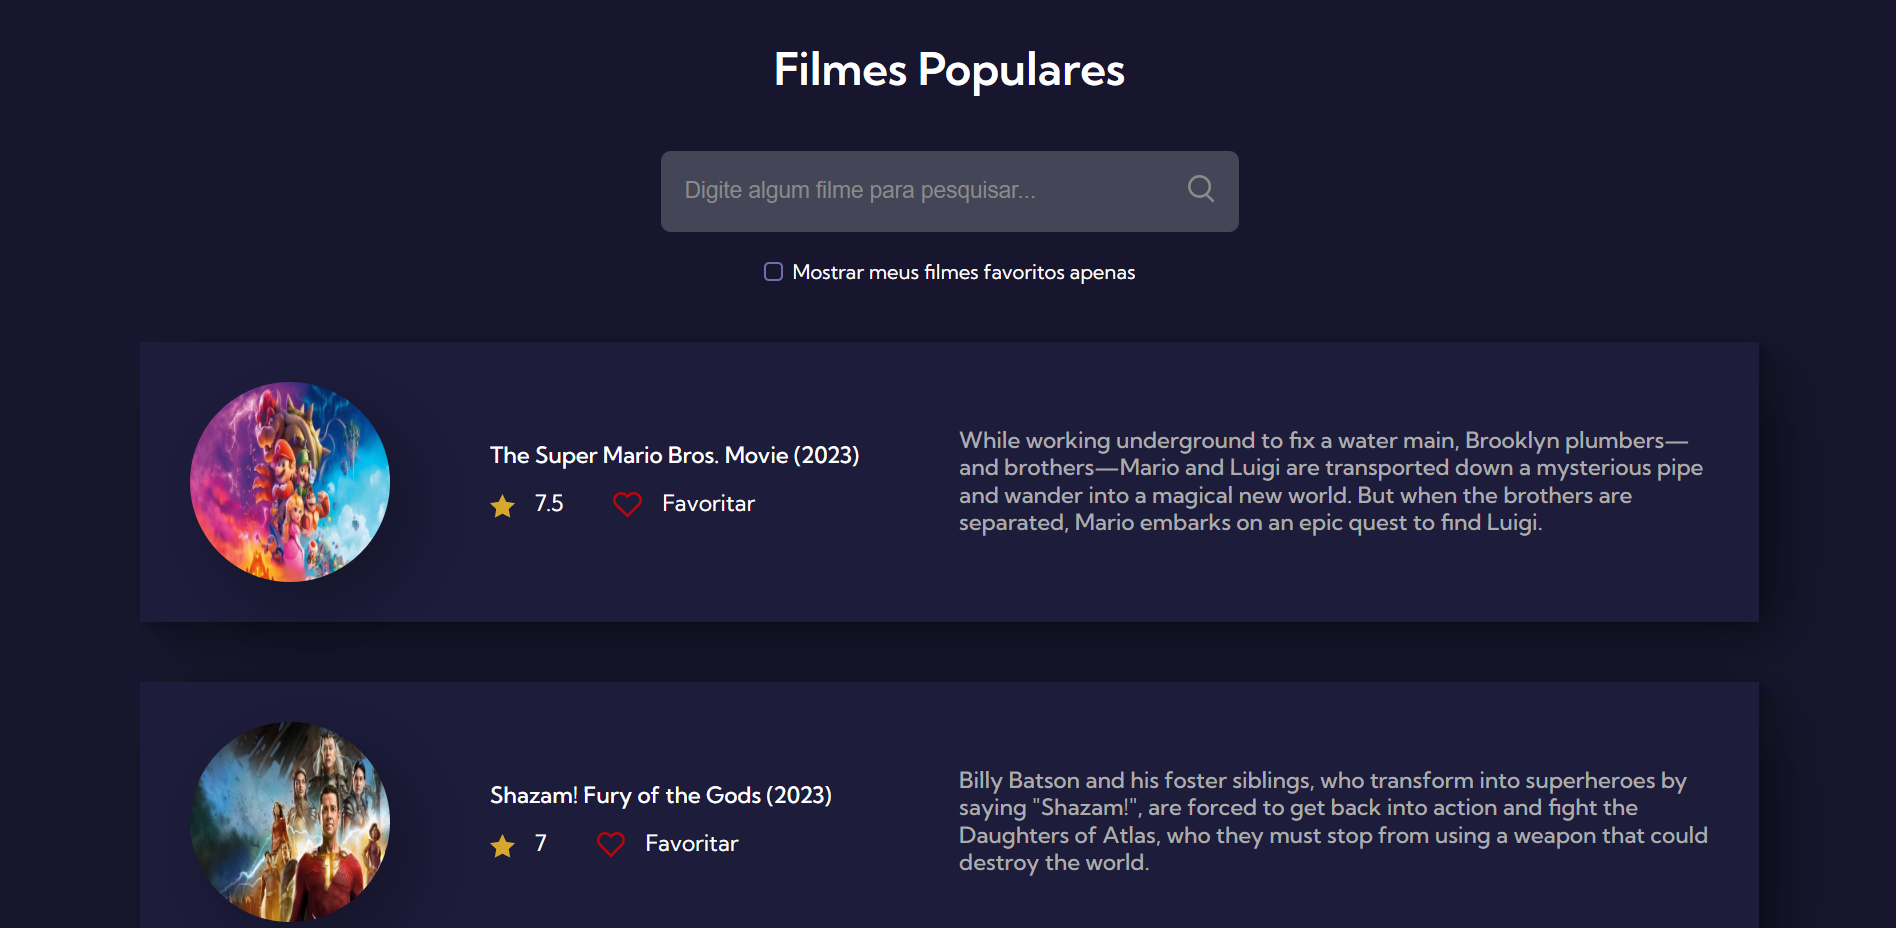 Filmes Populares
Digite algum filme para pesquisar...
Mostrar meus filmes favoritos apenas
The Super Mario Bros. Movie (2023)
7.5 Favoritar
While working underground to fix a water main, Brooklyn plumbers—
and brothers—Mario and Luigi are transported down a mysterious pipe
and wander into a magical new world. But when the brothers are
separated, Mario embarks on an epic quest to find Luigi.
Shazam! Fury of the Gods (2023)
7 Favoritar
Billy Batson and his foster siblings, who transform into superheroes by
saying "Shazam!", are forced to get back into action and fight the
Daughters of Atlas, who they must stop from using a weapon that could
destroy the world.